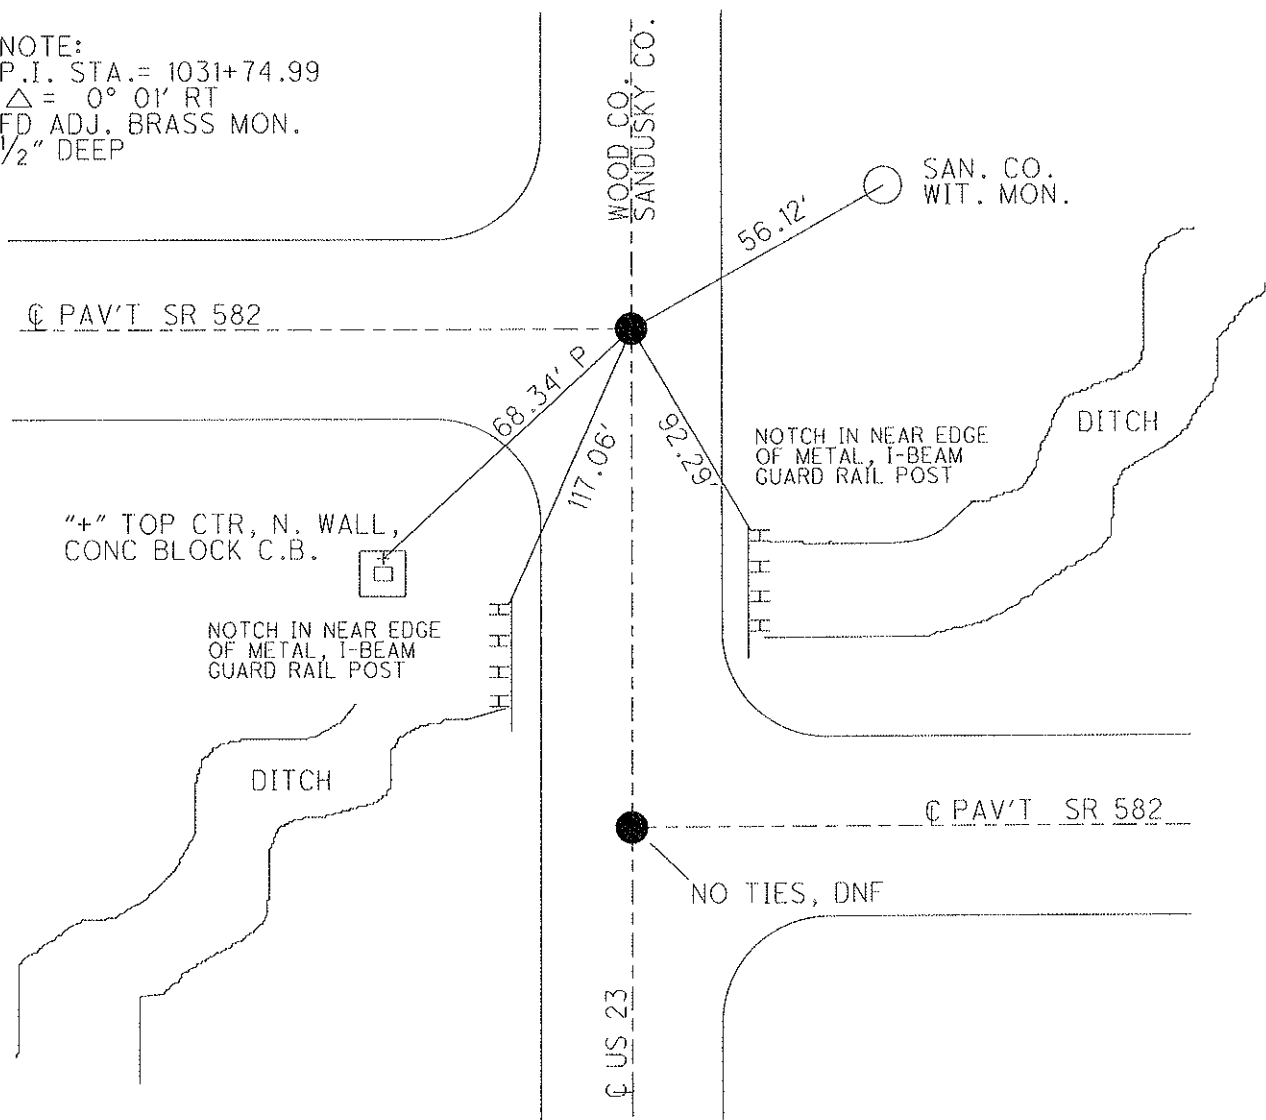 NOTE:
P.I. STA.= 1031+74.99
△ = 0° 01' RT
FD ADJ. BRASS MON.
1/2" DEEP
WOOD CO.
SANDUSKY CO.
SAN. CO.
WIT. MON.
56.12'
℄ PAV'T SR 582
68.34' P
117.06'
92.29'
NOTCH IN NEAR EDGE
OF METAL, I-BEAM
GUARD RAIL POST
DITCH
"+" TOP CTR, N. WALL,
CONC BLOCK C.B.
NOTCH IN NEAR EDGE
OF METAL, I-BEAM
GUARD RAIL POST
DITCH
℄ PAV'T SR 582
NO TIES, DNF
℄ US 23